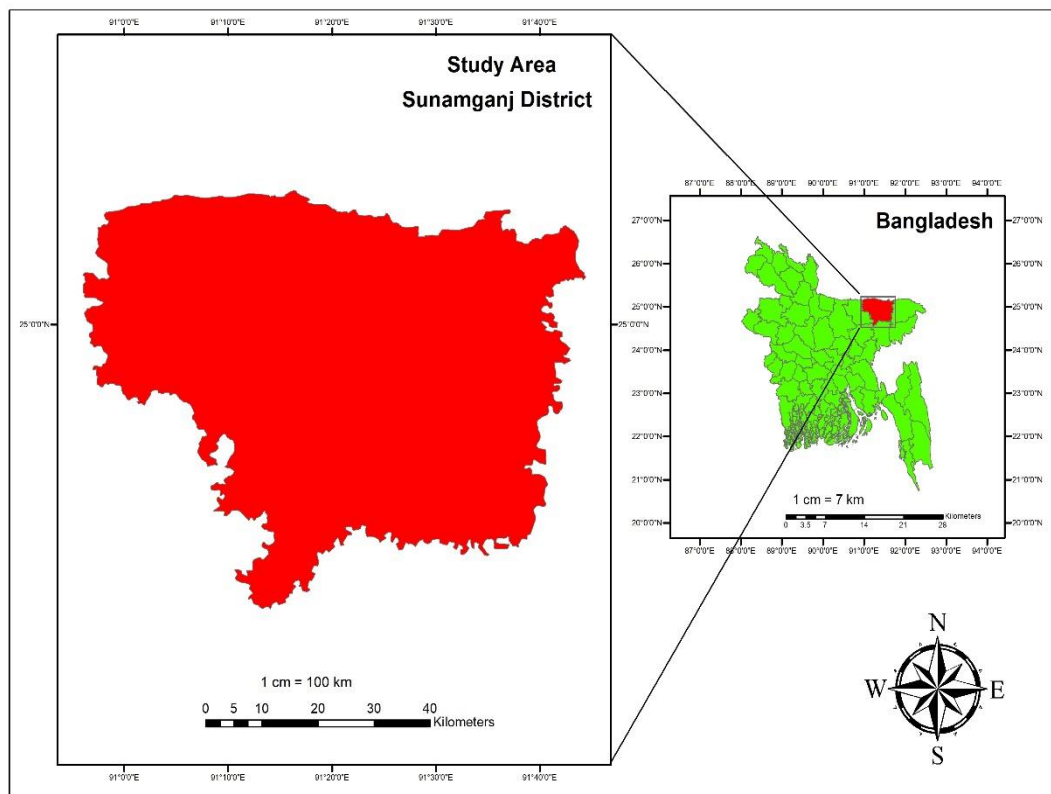 91°0'0"E 91°10'0"E 91°20'0"E 91°30'0"E 91°40'0"E
Study Area
Sunamganj District
25°0'0"N 25°0'0"N
1 cm = 100 km
0 5 10 20 30 40
Kilometers
91°0'0"E 91°10'0"E 91°20'0"E 91°30'0"E 91°40'0"E
87°0'0"E 88°0'0"E 89°0'0"E 90°0'0"E 91°0'0"E 92°0'0"E 93°0'0"E 94°0'0"E
Bangladesh
27°0'0"N 27°0'0"N
26°0'0"N 26°0'0"N
25°0'0"N 25°0'0"N
24°0'0"N 24°0'0"N
23°0'0"N 23°0'0"N
22°0'0"N 22°0'0"N
21°0'0"N 21°0'0"N
20°0'0"N 20°0'0"N
1 cm = 7 km
Kilometers
0 3.5 7 14 21 28
87°0'0"E 88°0'0"E 89°0'0"E 90°0'0"E 91°0'0"E 92°0'0"E 93°0'0"E 94°0'0"E
N
W E
S